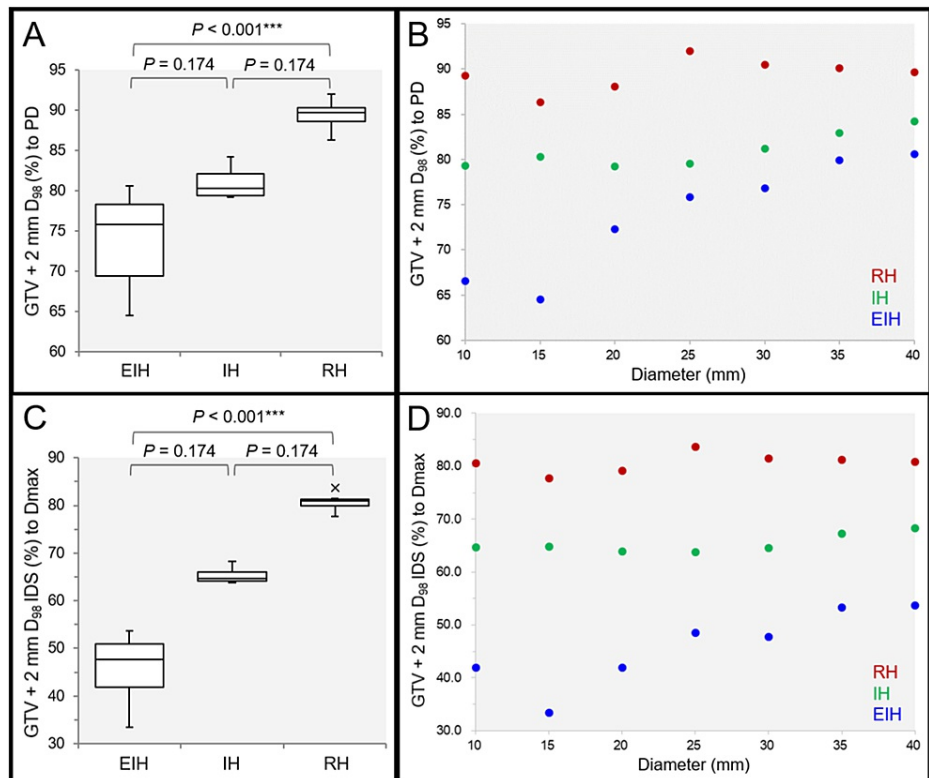 A
P < 0.001***
P = 0.174 P = 0.174
GTV + 2 mm D98 (%) to PD
95
90
85
80
75
70
65
60
EIH IH RH
B
GTV + 2 mm D98 (%) to PD
95
90
85
80
75
70
65
60
RH
IH
EIH
10 15 20 25 30 35 40
Diameter (mm)
C
P < 0.001***
P = 0.174 P = 0.174
GTV + 2 mm D98 IDS (%) to Dmax
90
80
70
60
50
40
30
EIH IH RH
D
GTV + 2 mm D98 IDS (%) to Dmax
90.0
80.0
70.0
60.0
50.0
40.0
30.0
RH
IH
EIH
10 15 20 25 30 35 40
Diameter (mm)